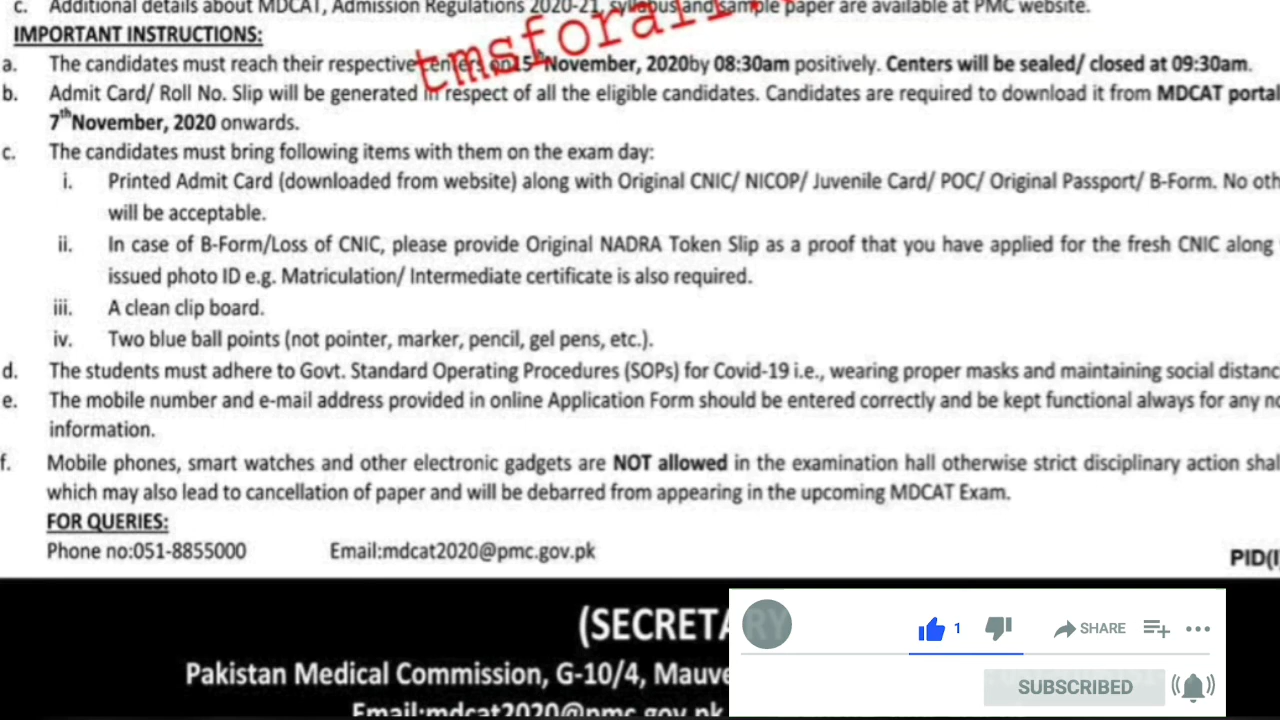 c. Additional details about MDCAT, Admission Regulations 2020-21, syllabus and sample paper are available at PMC website.
IMPORTANT INSTRUCTIONS:
tmsforall
a. The candidates must reach their respective centers on 15th November, 2020by 08:30am positively. Centers will be sealed/ closed at 09:30am.
b. Admit Card/ Roll No. Slip will be generated in respect of all the eligible candidates. Candidates are required to download it from MDCAT portal
7th November, 2020 onwards.
c. The candidates must bring following items with them on the exam day:
i. Printed Admit Card (downloaded from website) along with Original CNIC/ NICOP/ Juvenile Card/ POC/ Original Passport/ B-Form. No oth
will be acceptable.
ii. In case of B-Form/Loss of CNIC, please provide Original NADRA Token Slip as a proof that you have applied for the fresh CNIC along
issued photo ID e.g. Matriculation/ Intermediate certificate is also required.
iii. A clean clip board.
iv. Two blue ball points (not pointer, marker, pencil, gel pens, etc.).
d. The students must adhere to Govt. Standard Operating Procedures (SOPs) for Covid-19 i.e., wearing proper masks and maintaining social distanc
e. The mobile number and e-mail address provided in online Application Form should be entered correctly and be kept functional always for any
information.
f. Mobile phones, smart watches and other electronic gadgets are NOT allowed in the examination hall otherwise strict disciplinary action shal
which may also lead to cancellation of paper and will be debarred from appearing in the upcoming MDCAT Exam.
FOR QUERIES:
Phone no:051-8855000 Email:mdcat2020@pmc.gov.pk
PID(I
(SECRETARY
Pakistan Medical Commission, G-10/4, Mauve
Email:mdcat2020@pmc.gov.pk
1 SHARE
SUBSCRIBED